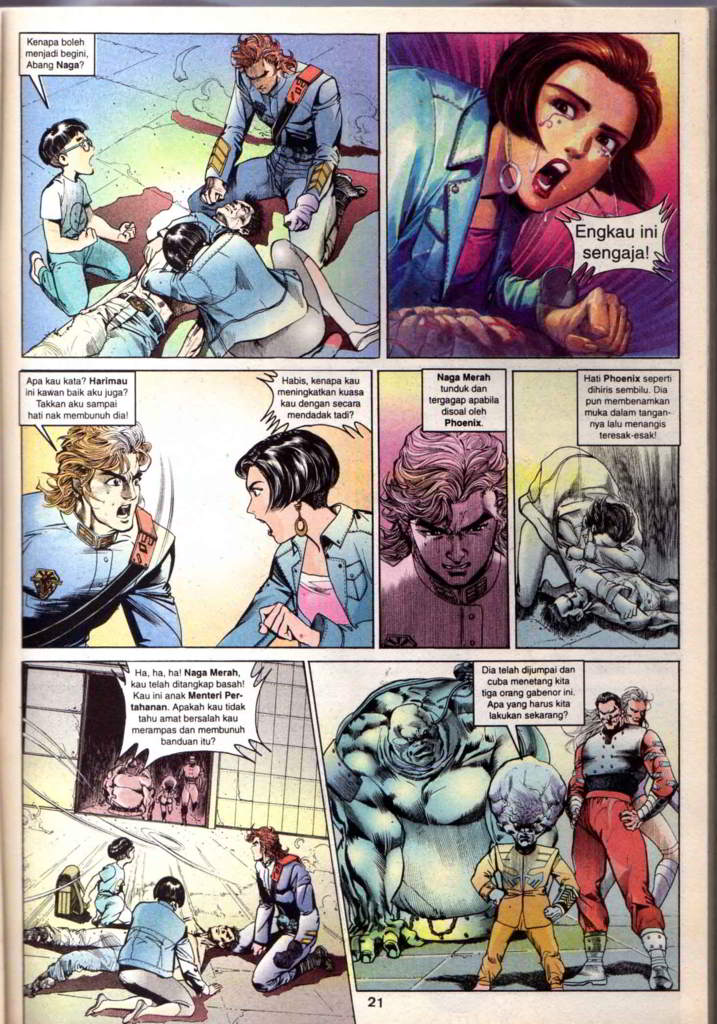 Kenapa boleh
menjadi begini,
Abang Naga?
Engkau ini
sengaja!
Apa kau kata? Harimau
ini kawan baik aku juga?
Takkan aku sampai
hati nak membunuh dia!
Habis, kenapa kau
meningkatkan kuasa
kau dengan secara
mendadak tadi?
Naga Merah
tunduk dan
tergagap apabila
disoal oleh
Phoenix.
Hati Phoenix seperti
dihiris sembilu. Dia
pun membenamkan
muka dalam tangan-
nya lalu menangis
teresak-esak!
Ha, ha, ha! Naga Merah,
kau telah ditangkap basah!
Kau ini anak Menteri Per-
tahanan. Apakah kau tidak
tahu amat bersalah kau
merampas dan membunuh
banduan itu?
Dia telah dijumpai dan
cuba menetang kita
tiga orang gabenor ini.
Apa yang harus kita
lakukan sekarang?
21